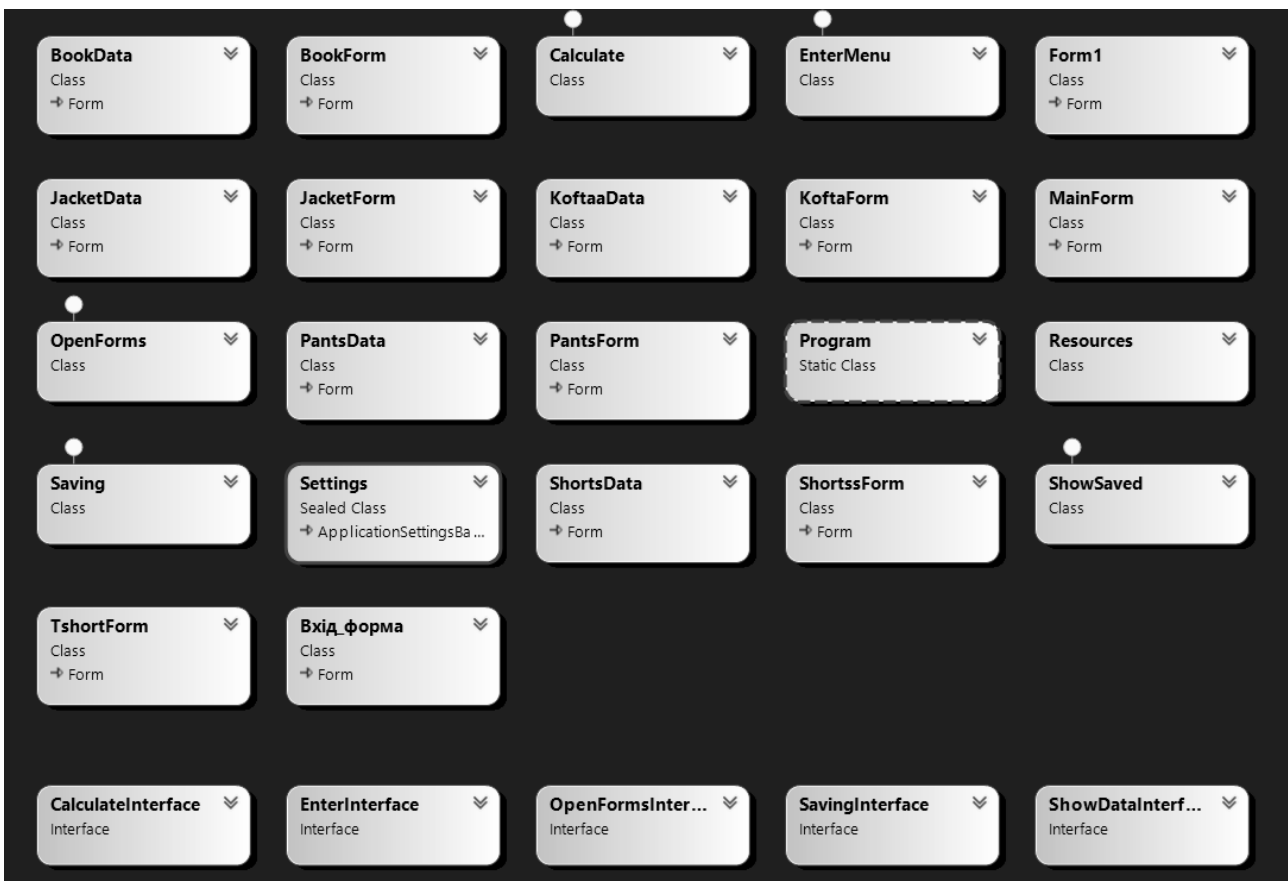 BookData
Class
Form
BookForm
Class
Form
Calculate
Class
EnterMenu
Class
Form1
Class
Form
JacketData
Class
Form
JacketForm
Class
Form
KoftaaData
Class
Form
KoftaForm
Class
Form
MainForm
Class
Form
OpenForms
Class
PantsData
Class
Form
PantsForm
Class
Form
Program
Static Class
Resources
Class
Saving
Class
Settings
Sealed Class
ApplicationSettingsBa...
ShortsData
Class
Form
ShortssForm
Class
Form
ShowSaved
Class
TshortForm
Class
Form
Вхід_форма
Class
Form
CalculateInterface
Interface
EnterInterface
Interface
OpenFormsInter...
Interface
SavingInterface
Interface
ShowDataInterf...
Interface